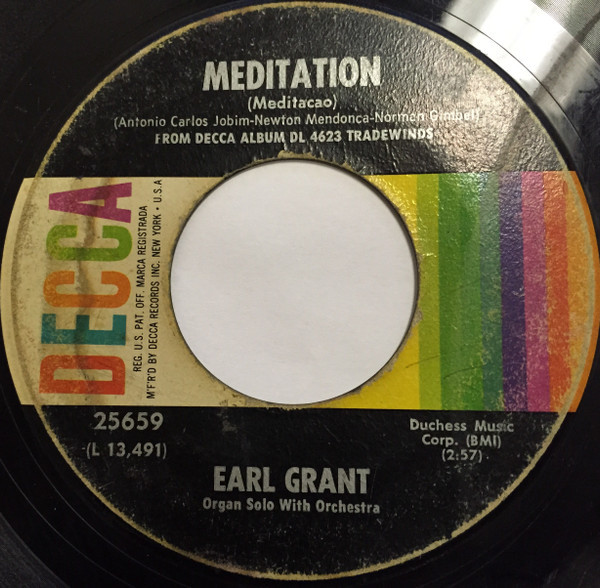 MEDITATION
(Meditacao)
(Antonio Carlos Jobim-Newton Mendonca-Norman Gimbel)
FROM DECCA ALBUM DL 4623 TRADEWINDS
DECCA
REG. U.S. PAT. OFF. MARCA REGISTRADA
M'F'R'D BY DECCA RECORDS INC. NEW YORK • U.S.A
25659
(L 13,491)
Duchess Music
Corp. (BMI)
(2:57)
EARL GRANT
Organ Solo With Orchestra